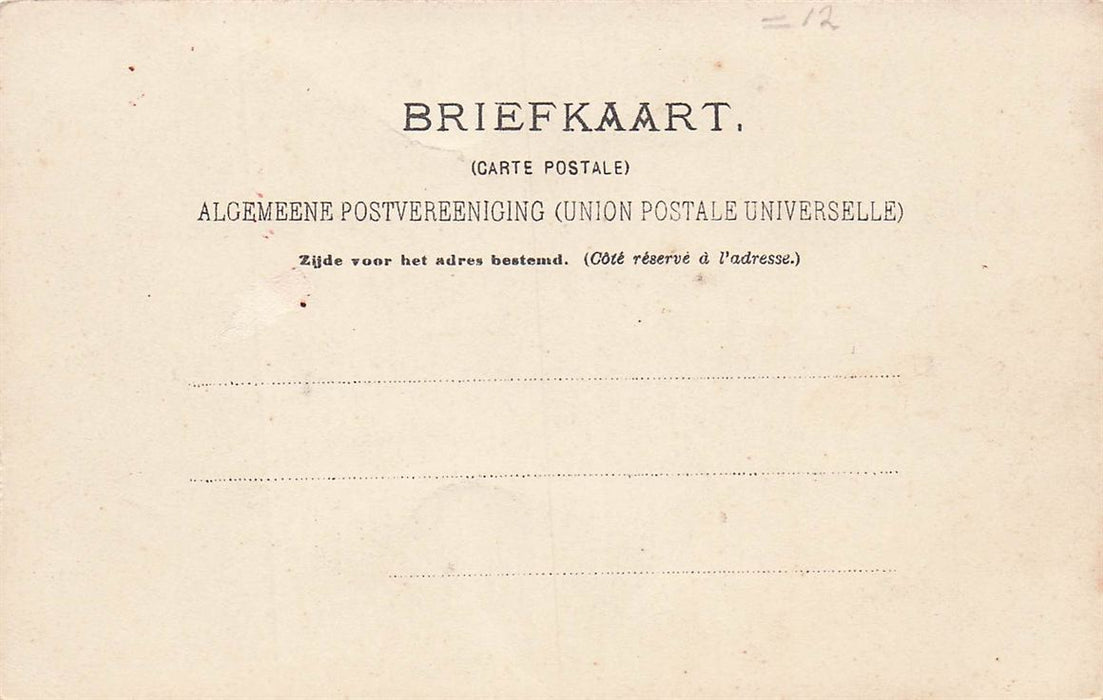 = 12
BRIEFKAART.
(CARTE POSTALE)
ALGEMEENE POSTVEREENIGING (UNION POSTALE UNIVERSELLE)
Zijde voor het adres bestemd. (Côté réservé à l'adresse.)